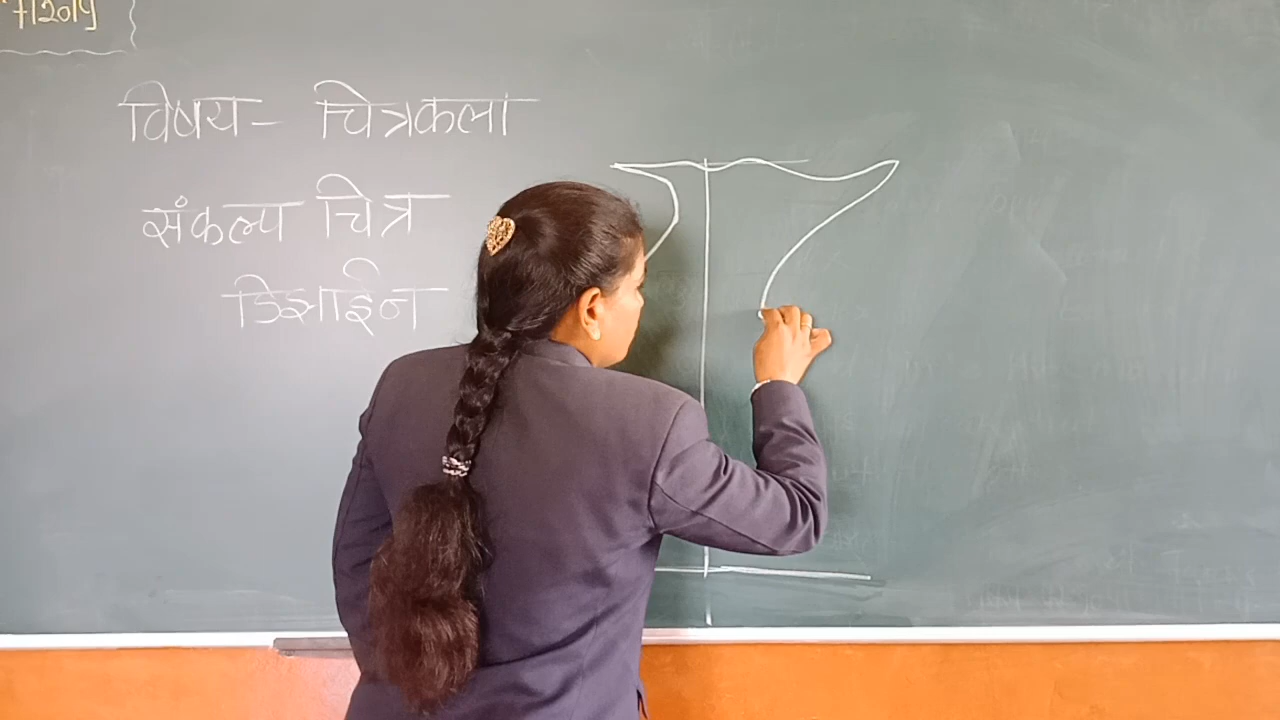 विषय - चित्रकला
संकल्प चित्र
डिझाईन